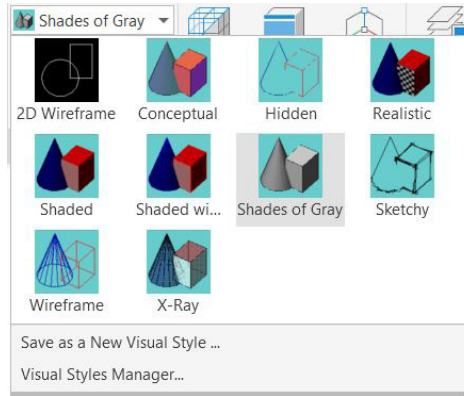 Shades of Gray
2D Wireframe Conceptual Hidden Realistic
Shaded Shaded wi... Shades of Gray Sketchy
Wireframe X-Ray
Save as a New Visual Style ...
Visual Styles Manager...